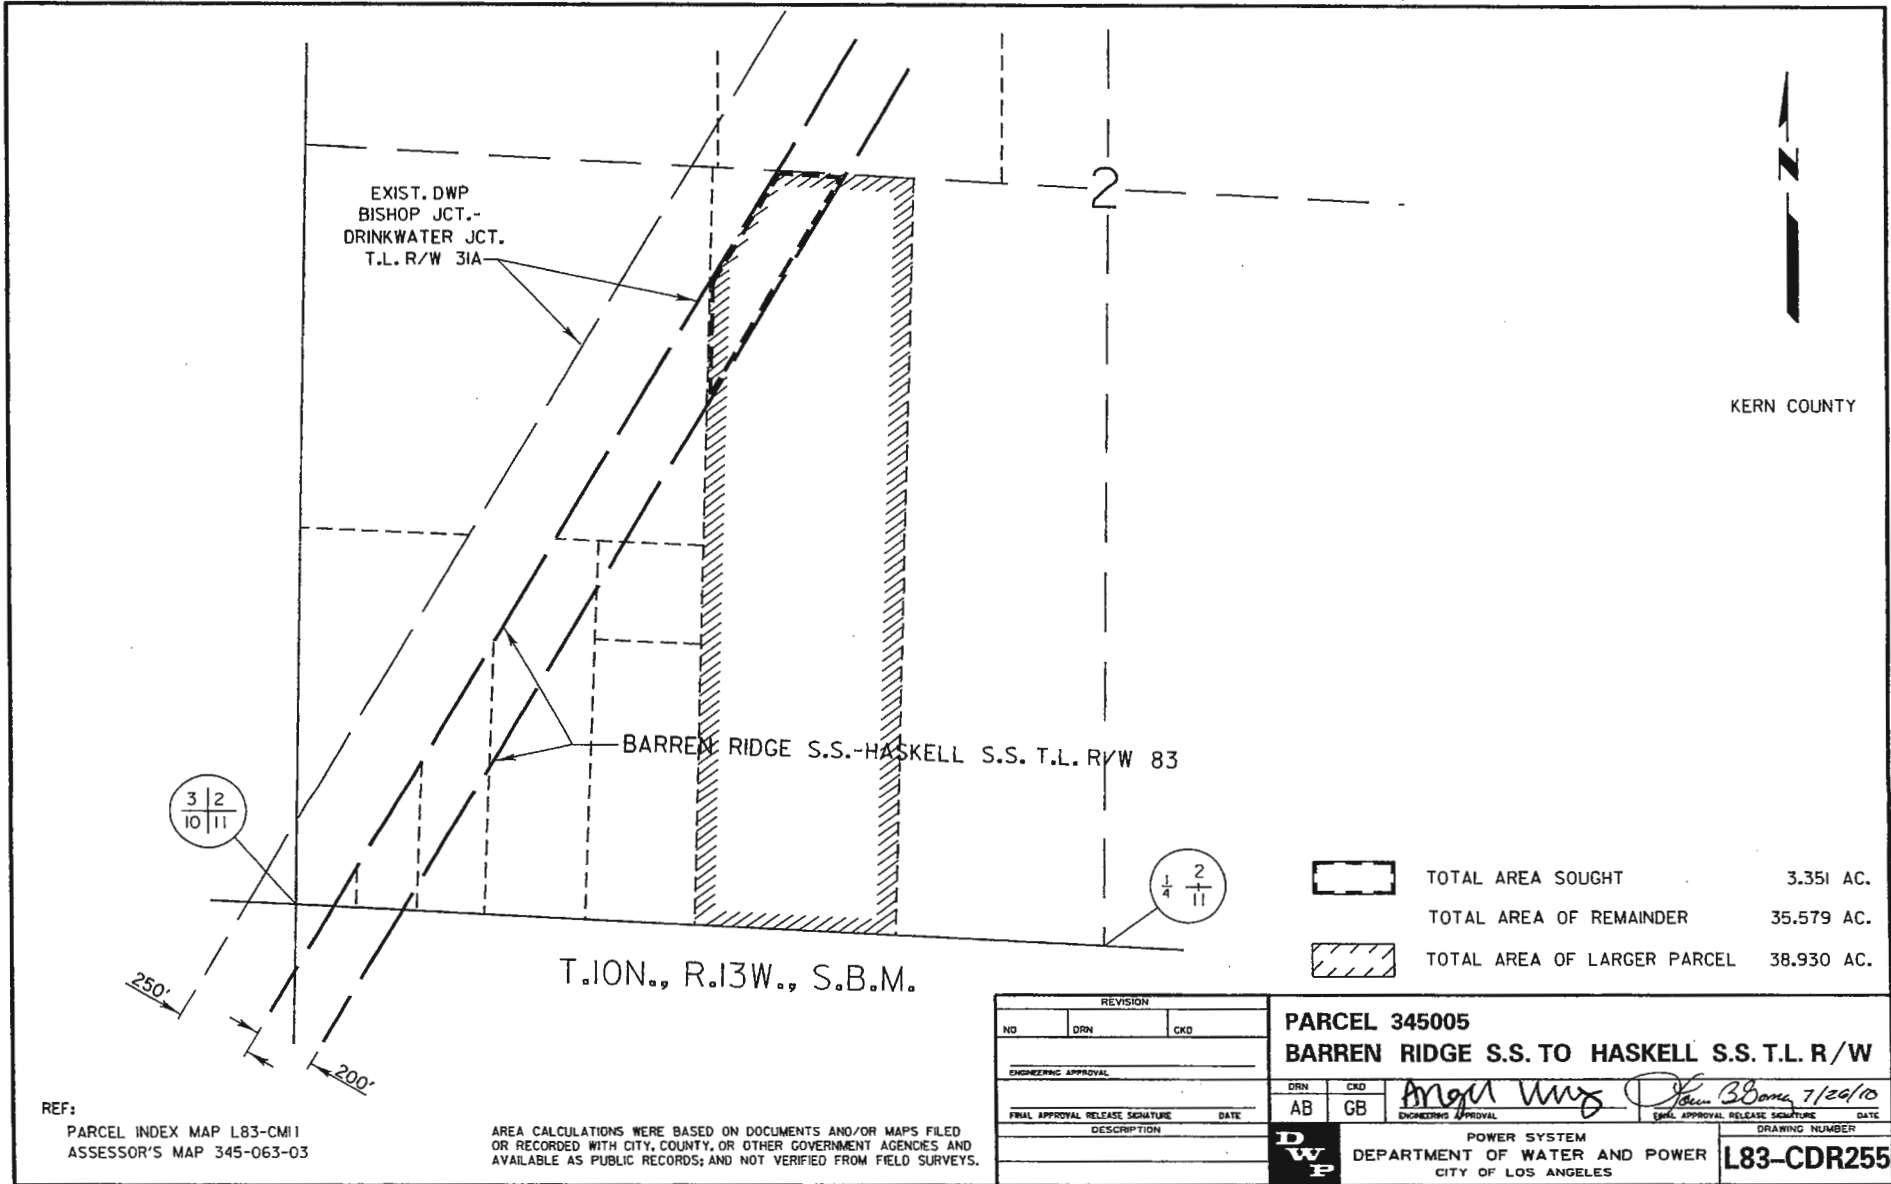 EXIST. DWP
BISHOP JCT.-
DRINKWATER JCT.
T.L. R/W 31A
2
N
KERN COUNTY
BARREN RIDGE S.S.-HASKELL S.S. T.L. R/W 83
3 2
10 11
1/4 2
11
T.10N., R.13W., S.B.M.
250'
200'
TOTAL AREA SOUGHT 3.351 AC.
TOTAL AREA OF REMAINDER 35.579 AC.
TOTAL AREA OF LARGER PARCEL 38.930 AC.
REF:
PARCEL INDEX MAP L83-CM11
ASSESSOR'S MAP 345-063-03
AREA CALCULATIONS WERE BASED ON DOCUMENTS AND/OR MAPS FILED
OR RECORDED WITH CITY, COUNTY, OR OTHER GOVERNMENT AGENCIES AND
AVAILABLE AS PUBLIC RECORDS; AND NOT VERIFIED FROM FIELD SURVEYS.
REVISION
NO DRN CKD
ENGINEERING APPROVAL
FINAL APPROVAL RELEASE SIGNATURE DATE
DESCRIPTION
PARCEL 345005
BARREN RIDGE S.S. TO HASKELL S.S. T.L. R/W
DRN CKD
AB GB
7/26/10
ENGINEERING APPROVAL
FINAL APPROVAL RELEASE SIGNATURE DATE
DWP
POWER SYSTEM
DEPARTMENT OF WATER AND POWER
CITY OF LOS ANGELES
DRAWING NUMBER
L83-CDR255